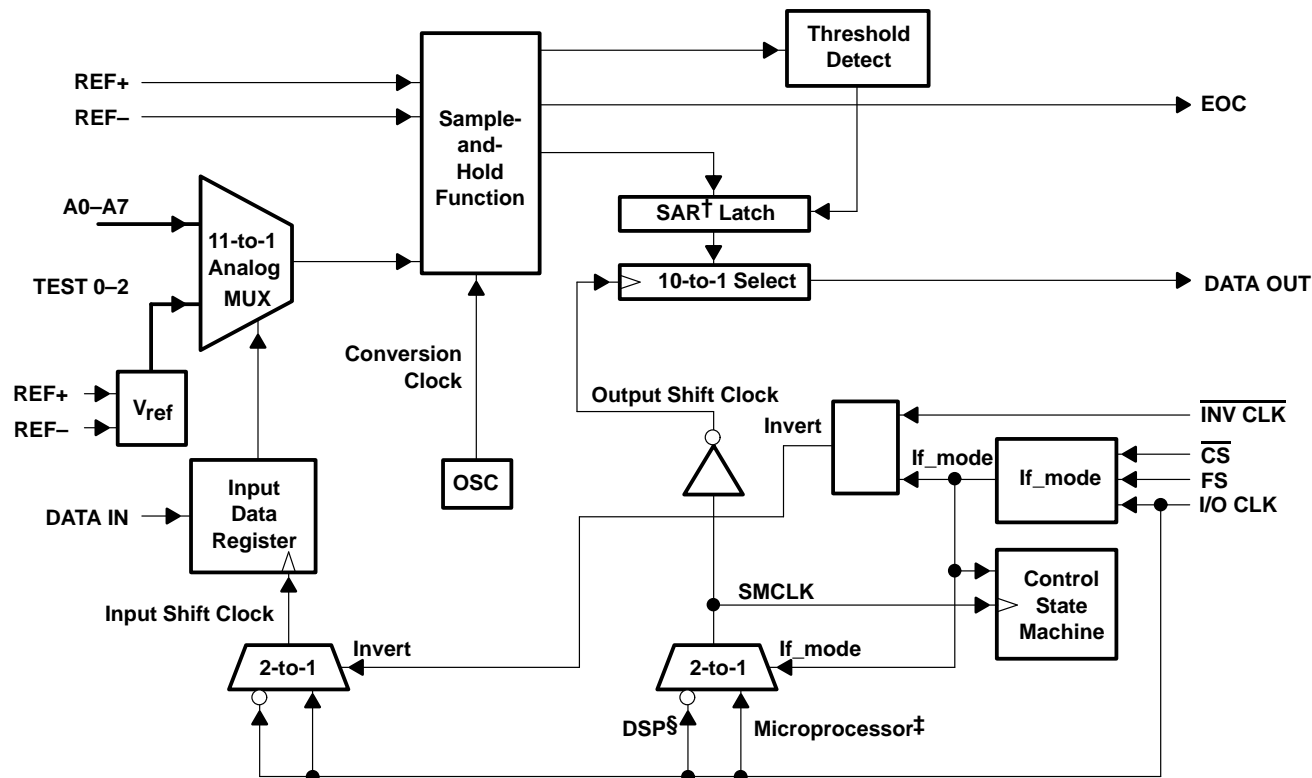 Threshold
Detect
REF+
REF–
Sample-
and-
Hold
Function
EOC
A0–A7
11-to-1
Analog
MUX
SAR† Latch
TEST 0–2
10-to-1 Select
DATA OUT
Conversion
Clock
REF+
REF–
Vref
Output Shift Clock
Invert
INV CLK
If_mode
If_mode
CS
FS
I/O CLK
OSC
DATA IN
Input
Data
Register
Control
State
Machine
SMCLK
Input Shift Clock
2-to-1
Invert
2-to-1
If_mode
DSP§
Microprocessor‡